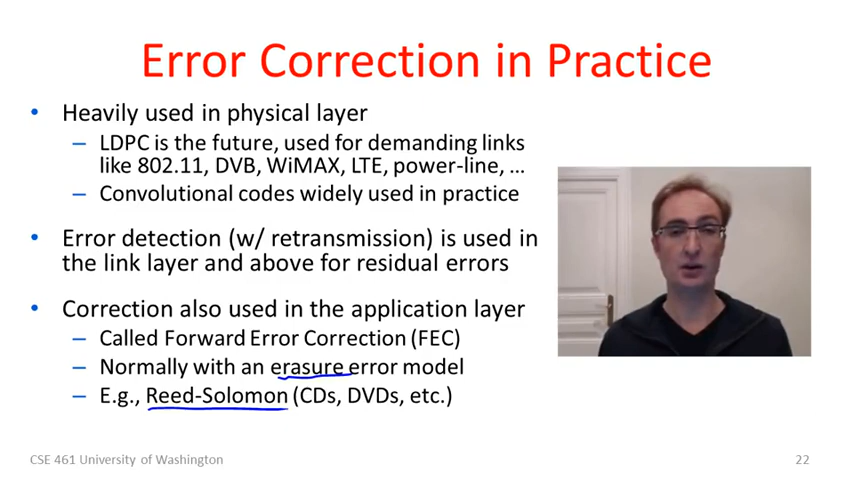 Error Correction in Practice
• Heavily used in physical layer
– LDPC is the future, used for demanding links
like 802.11, DVB, WiMAX, LTE, power-line, …
– Convolutional codes widely used in practice
• Error detection (w/ retransmission) is used in
the link layer and above for residual errors
• Correction also used in the application layer
– Called Forward Error Correction (FEC)
– Normally with an erasure error model
– E.g., Reed-Solomon (CDs, DVDs, etc.)
CSE 461 University of Washington
22